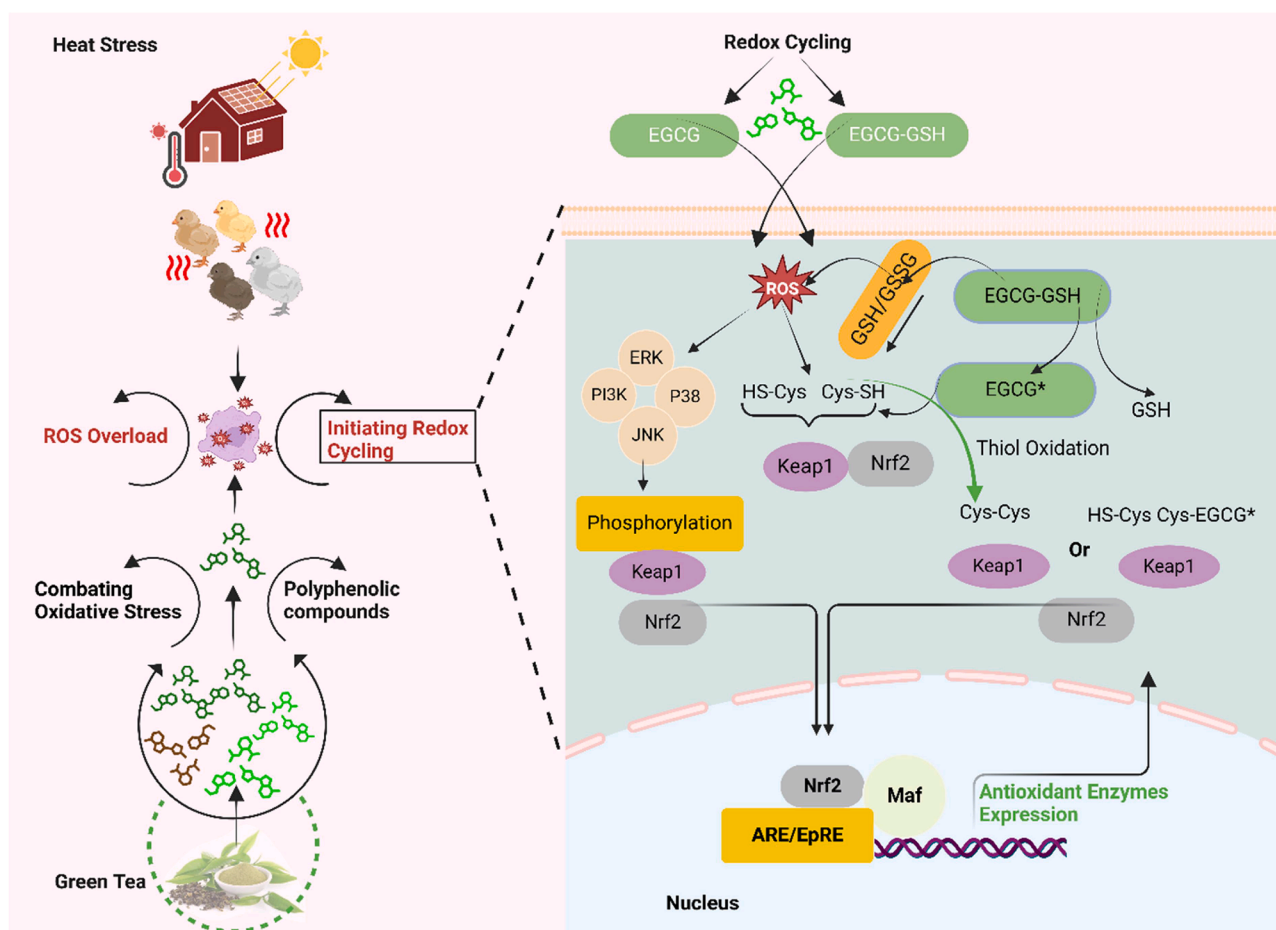 Heat Stress
Redox Cycling
EGCG
EGCG-GSH
ROS
GSH/GSSG
EGCG-GSH
ERK
PI3K
P38
JNK
HS-Cys
Cys-SH
EGCG*
GSH
ROS Overload
Initiating Redox
Cycling
Keap1
Nrf2
Thiol Oxidation
Phosphorylation
Cys-Cys
HS-Cys Cys-EGCG*
Or
Keap1
Keap1
Keap1
Nrf2
Nrf2
Combating
Oxidative Stress
Polyphenolic
compounds
Nrf2
Maf
ARE/EpRE
Antioxidant Enzymes
Expression
Green Tea
Nucleus